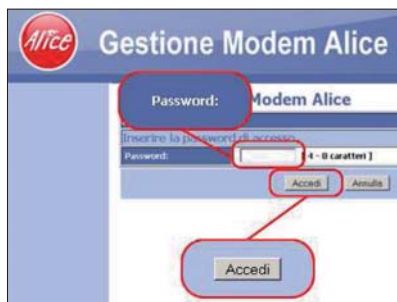 Alice
Gestione Modem Alice
Password:
Modem Alice
Inserire la password di accesso
Password:
[ 4 - 8 caratteri ]
Accedi
Annulla
Accedi